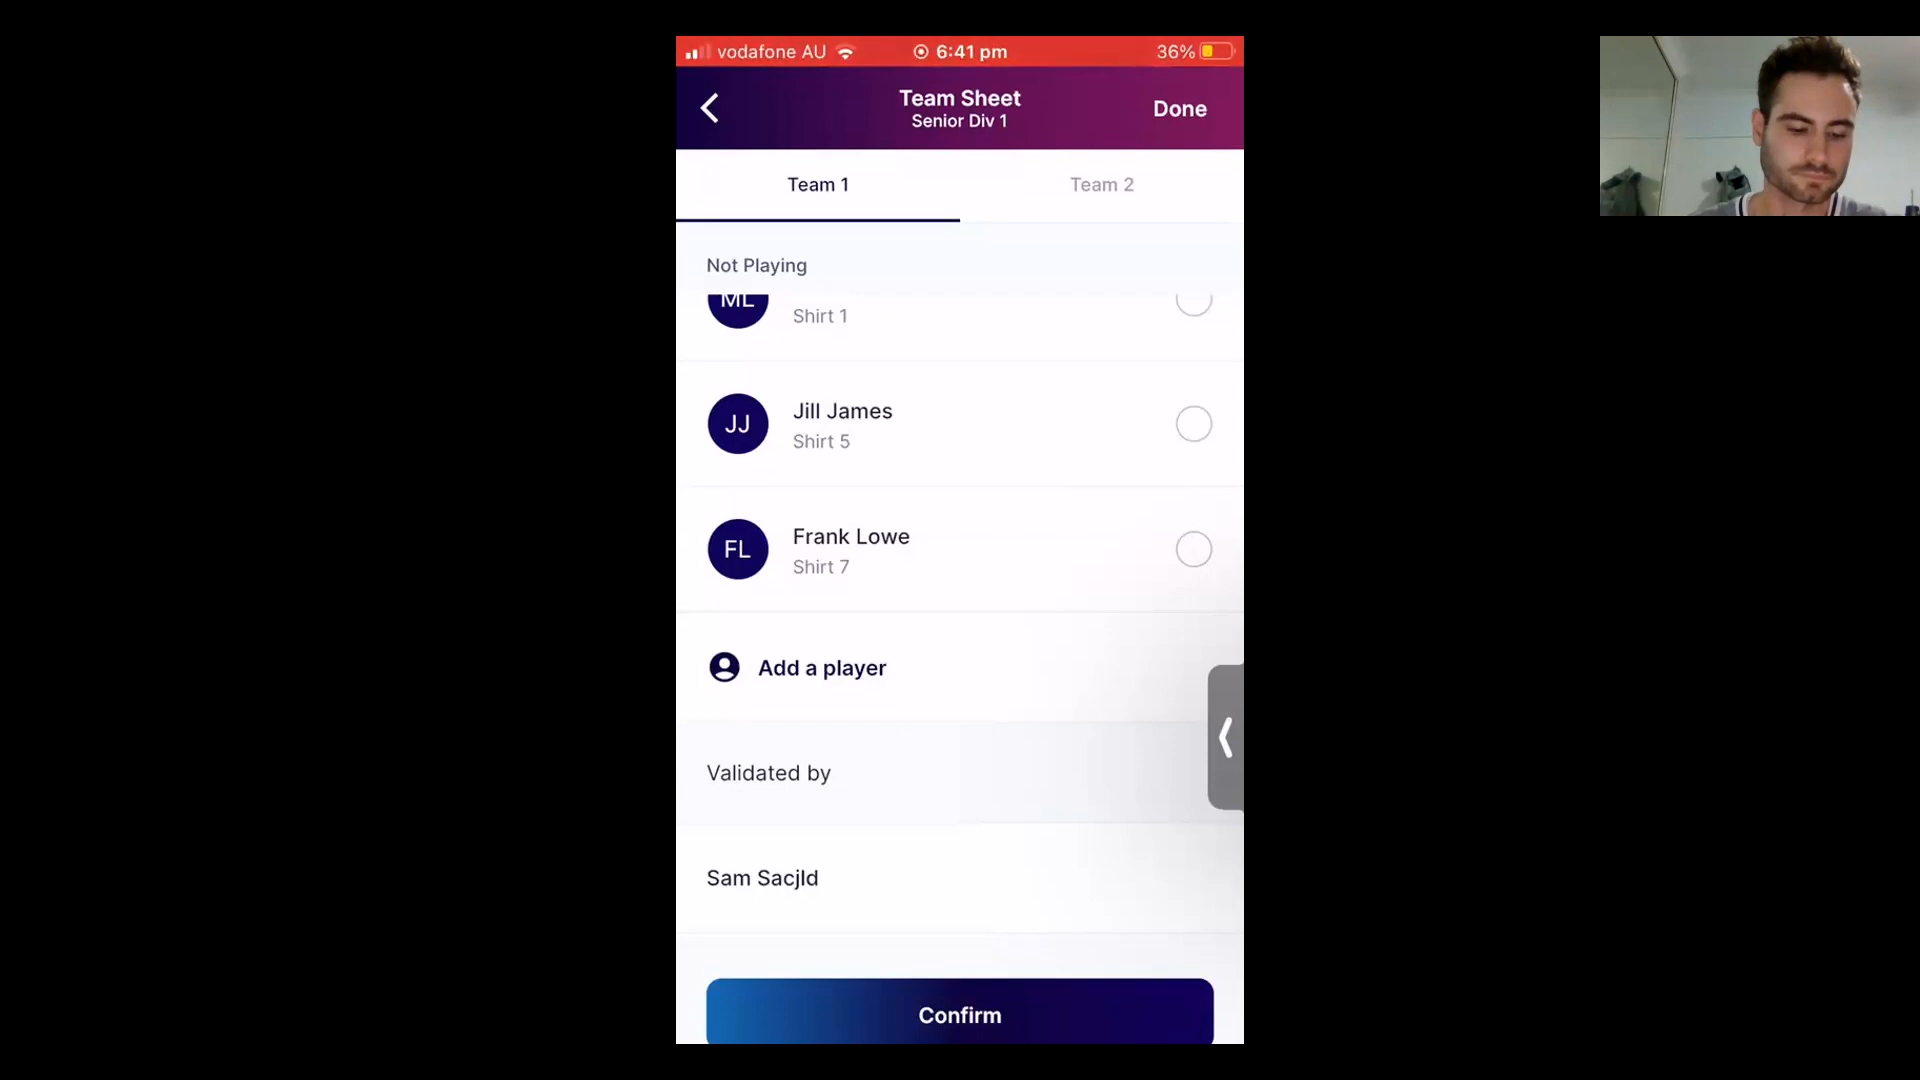 vodafone AU
6:41 pm
36%
Team Sheet
Senior Div 1
Done
Team 1
Team 2
Not Playing
ML
Shirt 1
JJ
Jill James
Shirt 5
FL
Frank Lowe
Shirt 7
Add a player
Validated by
Sam Sacjld
Confirm